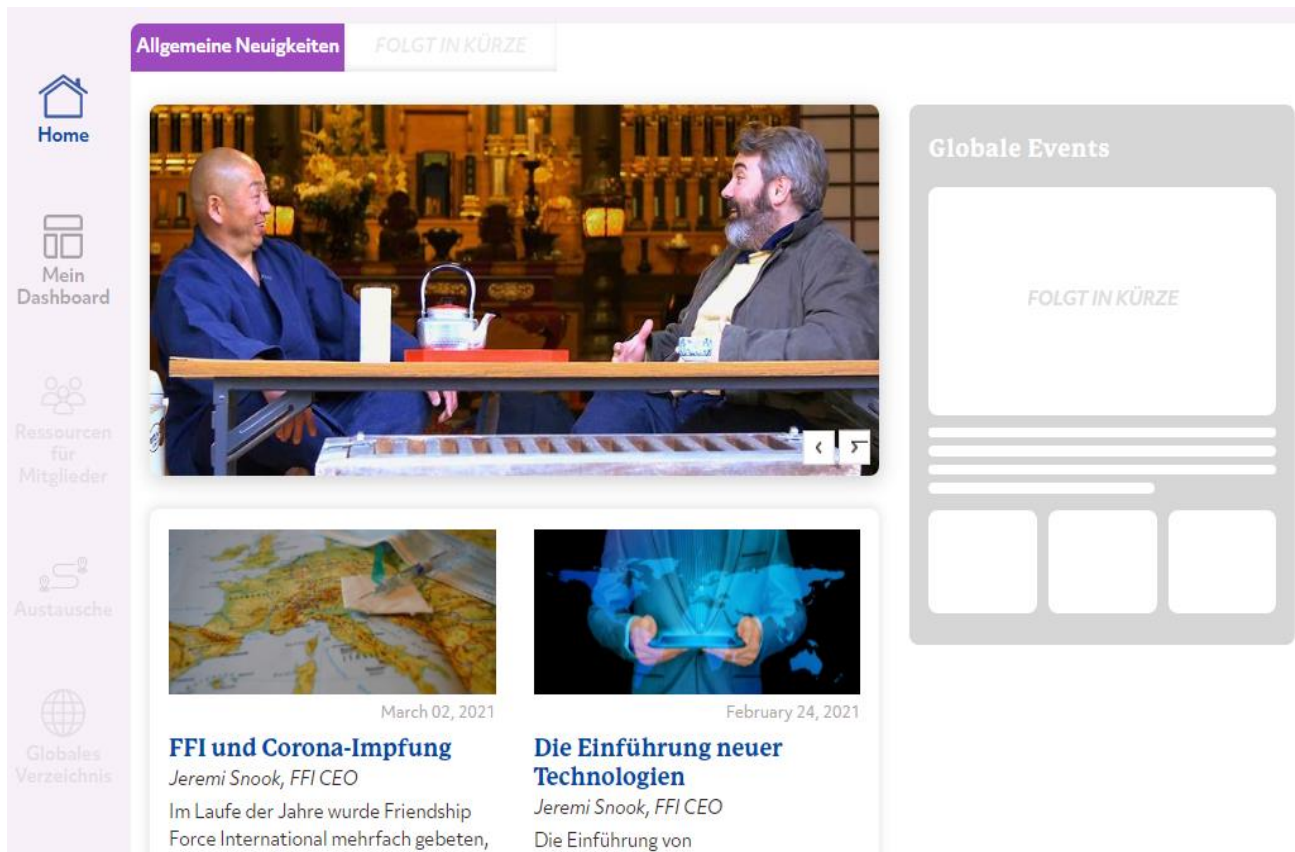 Allgemeine Neuigkeiten
FOLGT IN KÜRZE
Home
Mein
Dashboard
Ressourcen
für
Mitglieder
Austausche
Globales
Verzeichnis
March 02, 2021
FFI und Corona-Impfung
Jeremi Snook, FFI CEO
Im Laufe der Jahre wurde Friendship
Force International mehrfach gebeten,
February 24, 2021
Die Einführung neuer
Technologien
Jeremi Snook, FFI CEO
Die Einführung von
Globale Events
FOLGT IN KÜRZE